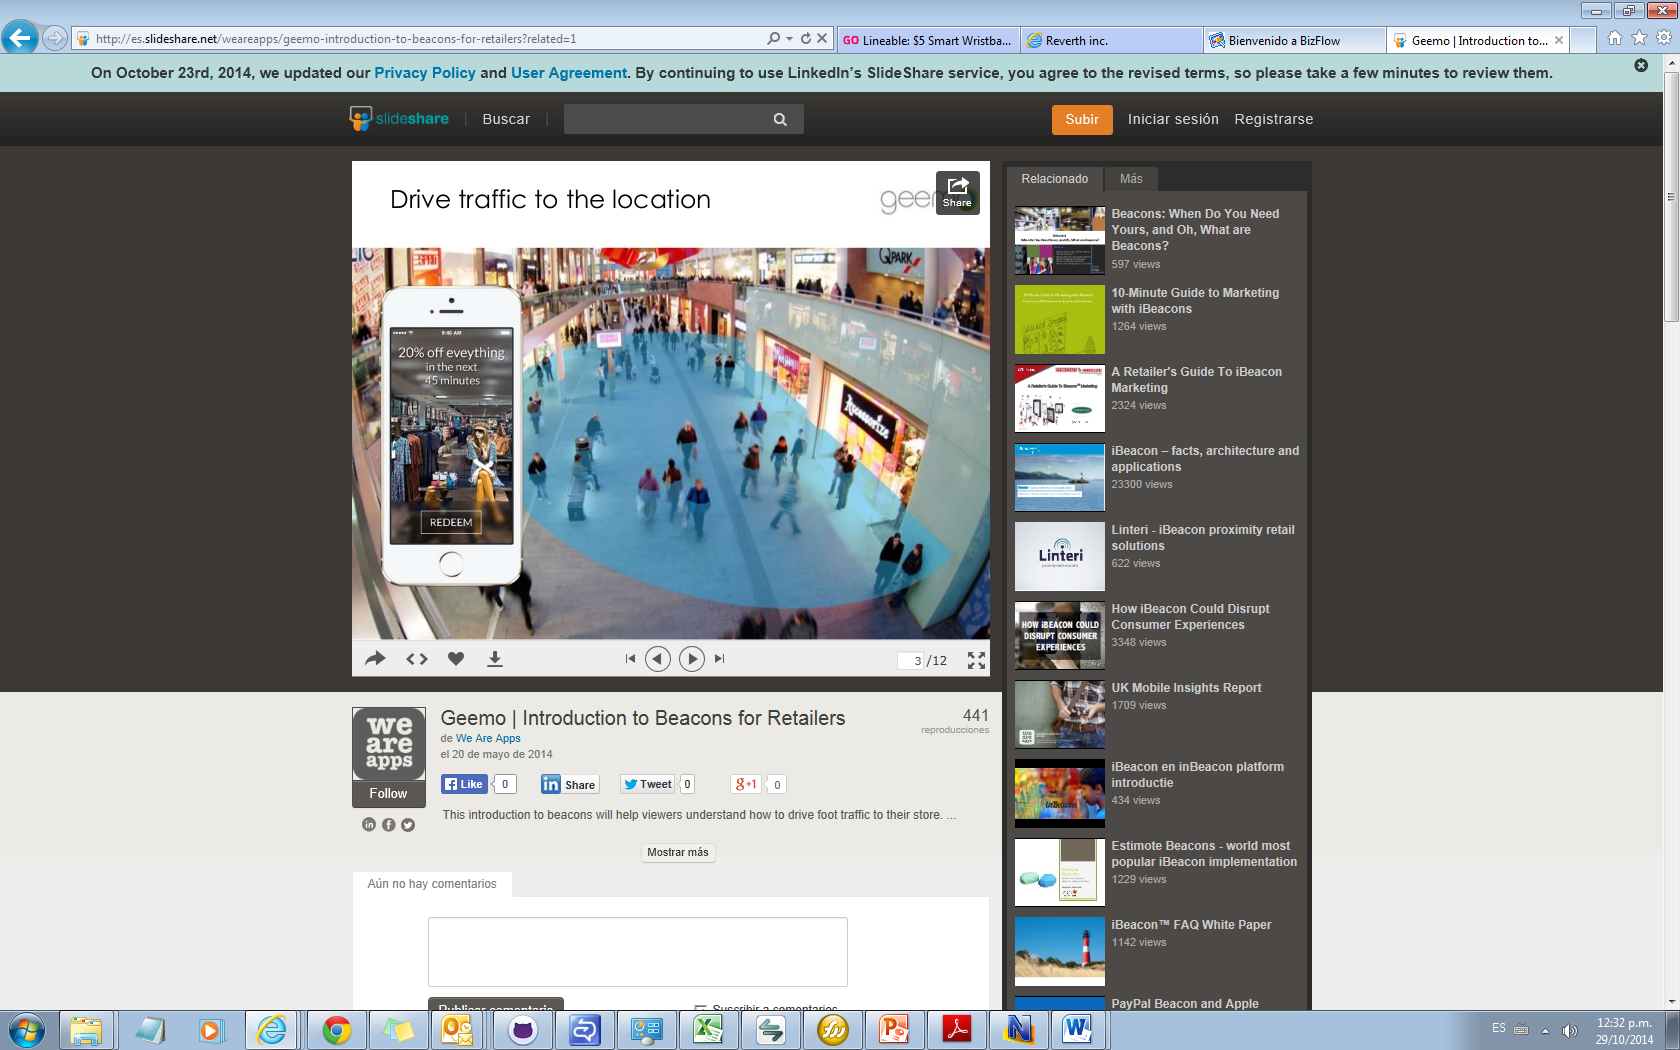 http://es.slideshare.net/weareapps/geemo-introduction-to-beacons-for-retailers?related=1
GO Lineable: $5 Smart Wristba...
Reverth inc.
Bienvenido a BizFlow
Geemo | Introduction to...
On October 23rd, 2014, we updated our Privacy Policy and User Agreement. By continuing to use LinkedIn's SlideShare service, you agree to the revised terms, so please take a few minutes to review them.
slideshare
Buscar
Subir
Iniciar sesión
Registrarse
Drive traffic to the location
Share
ESPRIT
Q PARK
9:40 AM
20% off eveything
in the next
45 minutes
REDEEM
Accessorize
3 /12
Relacionado
Más
Beacons: When Do You Need
Yours, and Oh, What are
Beacons?
597 views
10-Minute Guide to Marketing
with iBeacons
1264 views
A Retailer's Guide To iBeacon
Marketing
2324 views
iBeacon – facts, architecture and
applications
23300 views
Linteri
Linteri - iBeacon proximity retail
solutions
622 views
HOW iBEACON COULD
DISRUPT CONSUMER
EXPERIENCES
How iBeacon Could Disrupt
Consumer Experiences
3348 views
UK Mobile Insights Report
1709 views
inBeacon
iBeacon en inBeacon platform
introductie
434 views
Estimote Beacons - world most
popular iBeacon implementation
1229 views
iBeacon™ FAQ White Paper
1142 views
PayPal Beacon and Apple
we
are
apps
Follow
Geemo | Introduction to Beacons for Retailers
de We Are Apps
el 20 de mayo de 2014
441
reproducciones
Like 0
Share
Tweet 0
g+1 0
This introduction to beacons will help viewers understand how to drive foot traffic to their store. ...
Mostrar más
Aún no hay comentarios
Publicar comentario
Suscribir a comentarios
ES
12:32 p.m.
29/10/2014